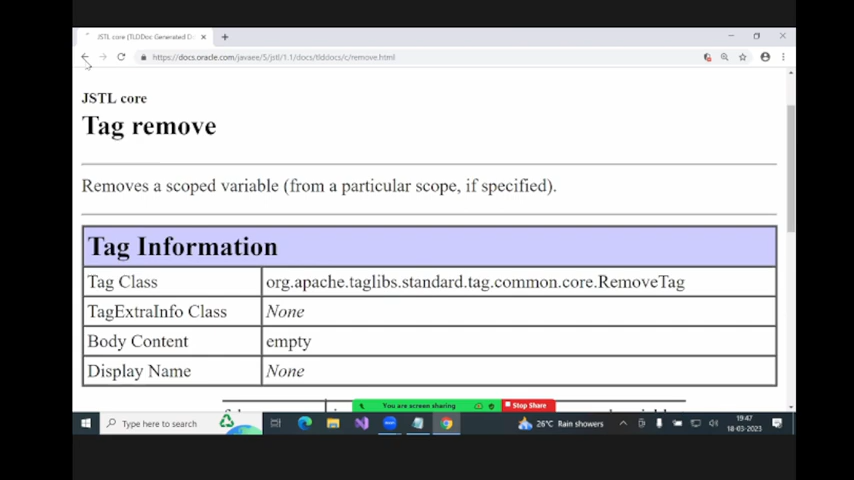 JSTL core (TLDDoc Generated D
https://docs.oracle.com/javaee/5/jstl/1.1/docs/tlddocs/c/remove.html
JSTL core
Tag remove
Removes a scoped variable (from a particular scope, if specified).
Tag Information
Tag Class org.apache.taglibs.standard.tag.common.core.RemoveTag
TagExtraInfo Class None
Body Content empty
Display Name None
You are screen sharing Stop Share
Type here to search 26°C Rain showers 19:47
18-03-2023